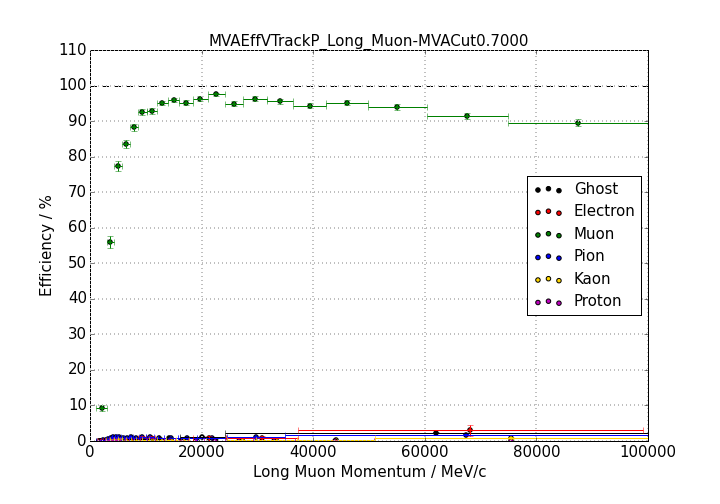 MVAEffVTrackP_Long_Muon-MVACut0.7000
110
100
90
80
70
60
50
40
30
20
10
0
Efficiency / %
Ghost
Electron
Muon
Pion
Kaon
Proton
0 20000 40000 60000 80000 100000
Long Muon Momentum / MeV/c